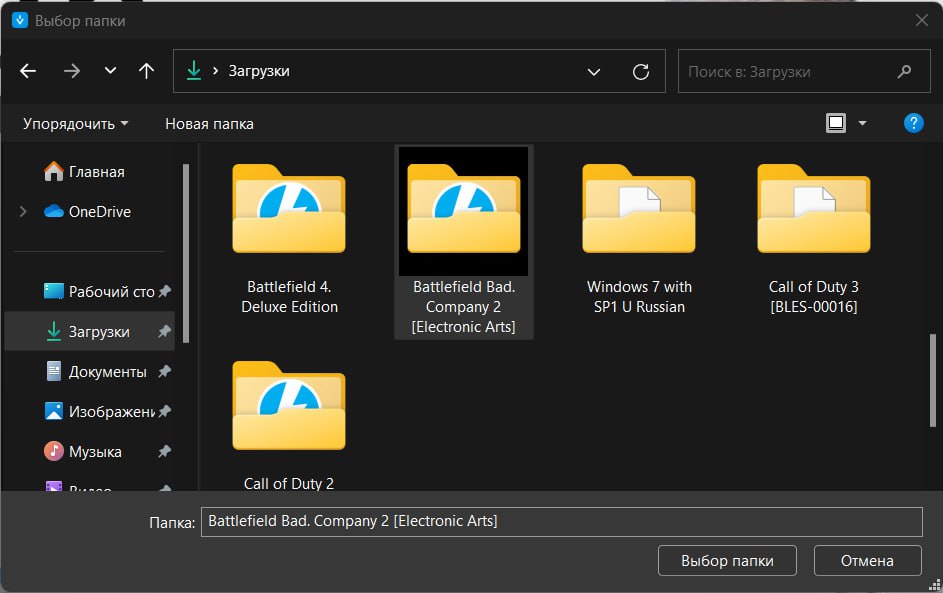 Выбор папки
Загрузки
Поиск в: Загрузки
Упорядочить
Новая папка
?
Главная
OneDrive
Рабочий сто
Загрузки
Документы
Изображени
Музыка
Видео
Battlefield 4.
Deluxe Edition
Battlefield Bad.
Company 2
[Electronic Arts]
Windows 7 with
SP1 U Russian
Call of Duty 3
[BLES-00016]
Call of Duty 2
Папка:
Battlefield Bad. Company 2 [Electronic Arts]
Выбор папки
Отмена